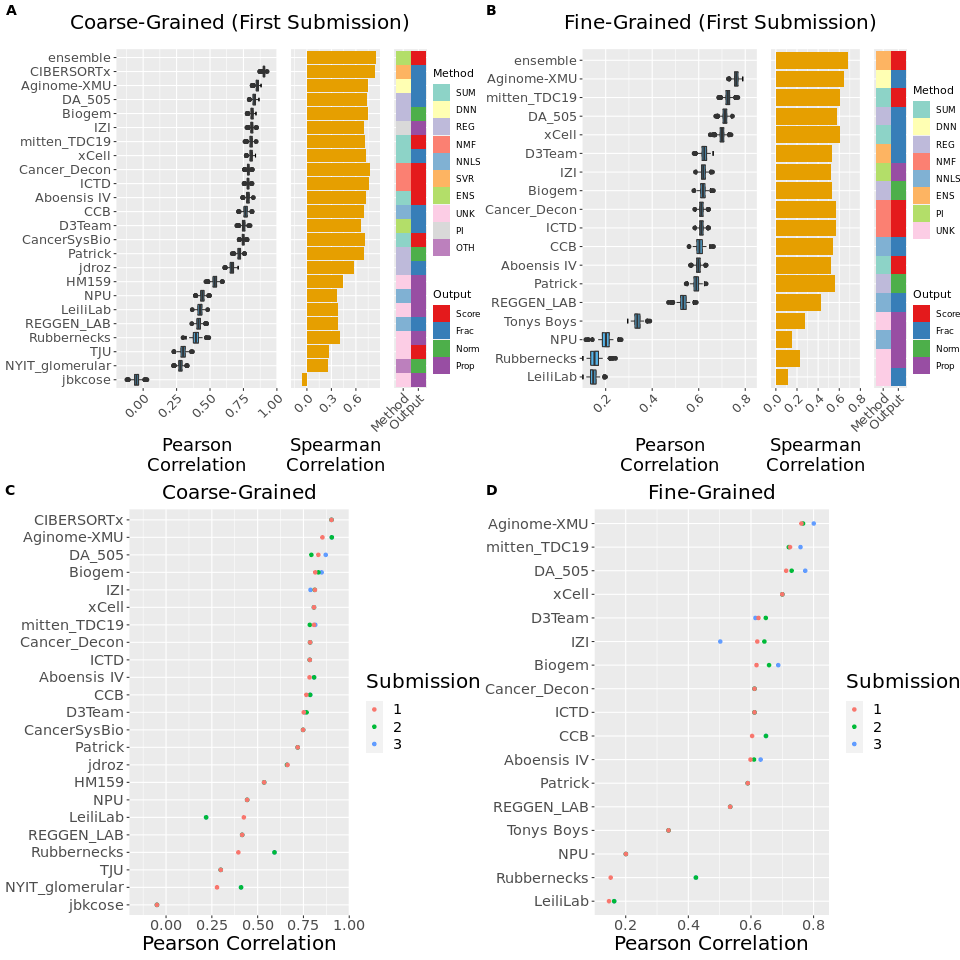 A
Coarse-Grained (First Submission)
ensemble
CIBERSORTx
Aginome-XMU
DA_505
Biogem
IZI
mitten_TDC19
xCell
Cancer_Decon
ICTD
Aboensis IV
CCB
D3Team
CancerSysBio
Patrick
jdroz
HM159
NPU
LeiliLab
REGGEN_LAB
Rubbernecks
TJU
NYIT_glomerular
jbkcose
0.00 0.25 0.50 0.75 1.00
Pearson
Correlation
0.0 0.3 0.6
Spearman
Correlation
Method
Output
Method
SUM
DNN
REG
NMF
NNLS
SVR
ENS
UNK
PI
OTH
Output
Score
Frac
Norm
Prop
B
Fine-Grained (First Submission)
ensemble
Aginome-XMU
mitten_TDC19
DA_505
xCell
D3Team
IZI
Biogem
Cancer_Decon
ICTD
CCB
Aboensis IV
Patrick
REGGEN_LAB
Tonys Boys
NPU
Rubbernecks
LeiliLab
0.2 0.4 0.6 0.8
Pearson
Correlation
0.0 0.2 0.4 0.6 0.8
Spearman
Correlation
Method
Output
Method
SUM
DNN
REG
NMF
NNLS
ENS
PI
UNK
Output
Score
Frac
Norm
Prop
C
Coarse-Grained
CIBERSORTx
Aginome-XMU
DA_505
Biogem
IZI
xCell
mitten_TDC19
Cancer_Decon
ICTD
Aboensis IV
CCB
D3Team
CancerSysBio
Patrick
jdroz
HM159
NPU
LeiliLab
REGGEN_LAB
Rubbernecks
TJU
NYIT_glomerular
jbkcose
0.00 0.25 0.50 0.75 1.00
Pearson Correlation
Submission
1
2
3
D
Fine-Grained
Aginome-XMU
mitten_TDC19
DA_505
xCell
D3Team
IZI
Biogem
Cancer_Decon
ICTD
CCB
Aboensis IV
Patrick
REGGEN_LAB
Tonys Boys
NPU
Rubbernecks
LeiliLab
0.2 0.4 0.6 0.8
Pearson Correlation
Submission
1
2
3